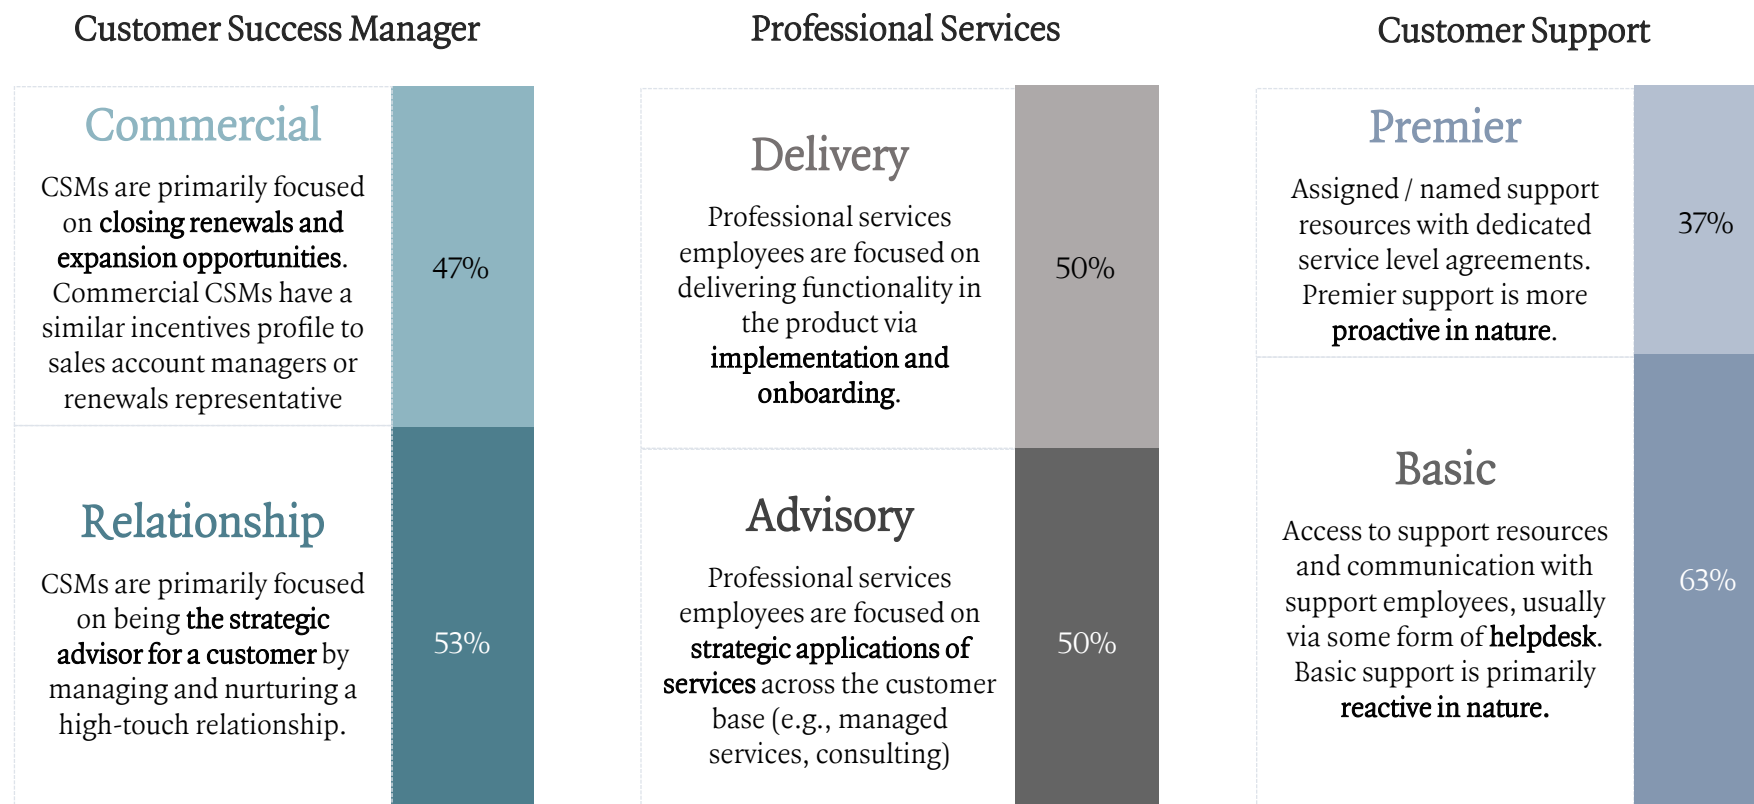 Customer Success Manager
Commercial
CSMs are primarily focused
on closing renewals and
expansion opportunities.
Commercial CSMs have a
similar incentives profile to
sales account managers or
renewals representative
47%
Relationship
CSMs are primarily focused
on being the strategic
advisor for a customer by
managing and nurturing a
high-touch relationship.
53%
Professional Services
Delivery
Professional services
employees are focused on
delivering functionality in
the product via
implementation and
onboarding.
50%
Advisory
Professional services
employees are focused on
strategic applications of
services across the customer
base (e.g., managed
services, consulting)
50%
Customer Support
Premier
Assigned / named support
resources with dedicated
service level agreements.
Premier support is more
proactive in nature.
37%
Basic
Access to support resources
and communication with
support employees, usually
via some form of helpdesk.
Basic support is primarily
reactive in nature.
63%